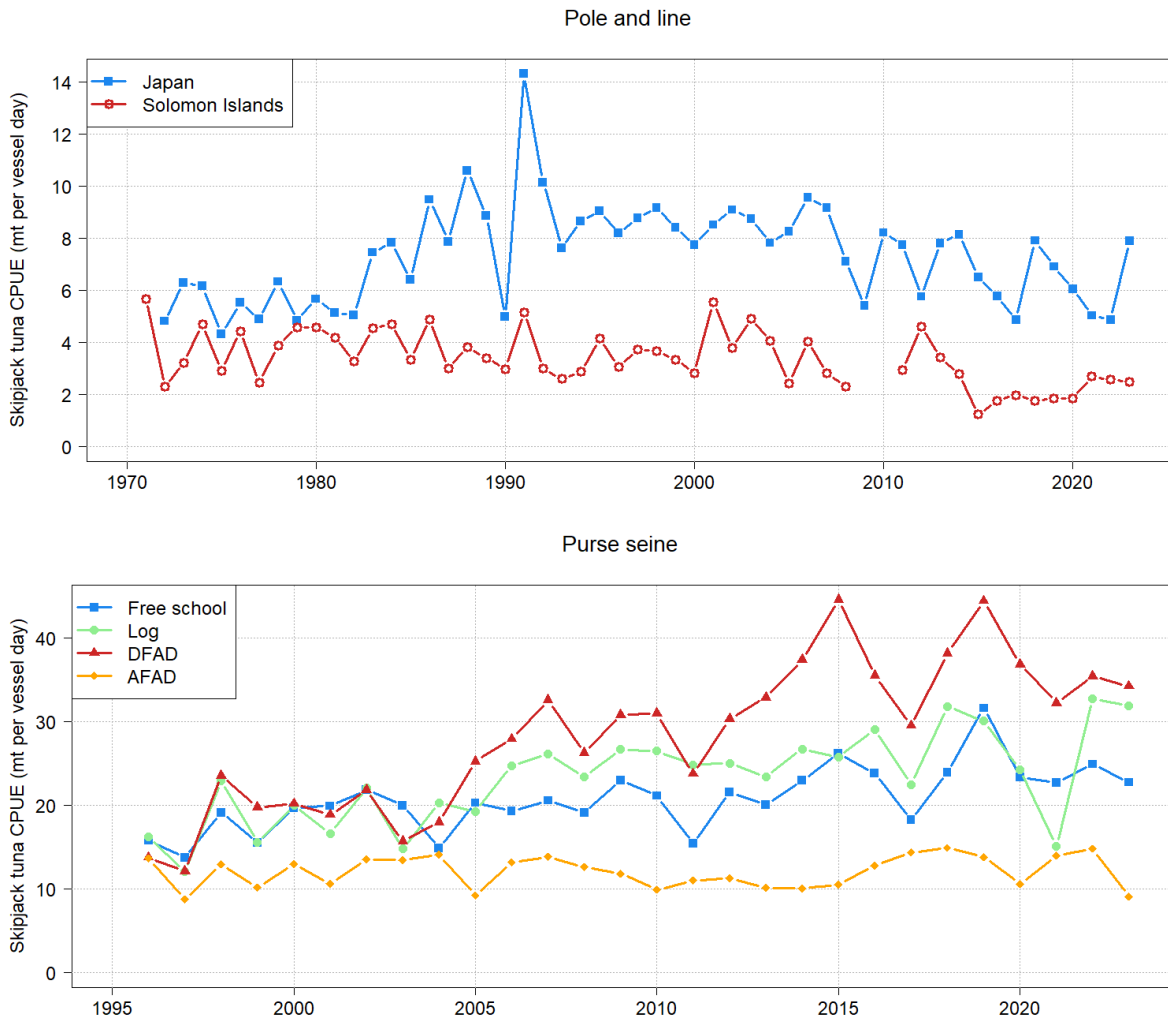 Pole and line
Skipjack tuna CPUE (mt per vessel day)
Japan
Solomon Islands
14
12
10
8
6
4
2
0
1970 1980 1990 2000 2010 2020
Purse seine
Skipjack tuna CPUE (mt per vessel day)
Free school
Log
DFAD
AFAD
40
30
20
10
0
1995 2000 2005 2010 2015 2020